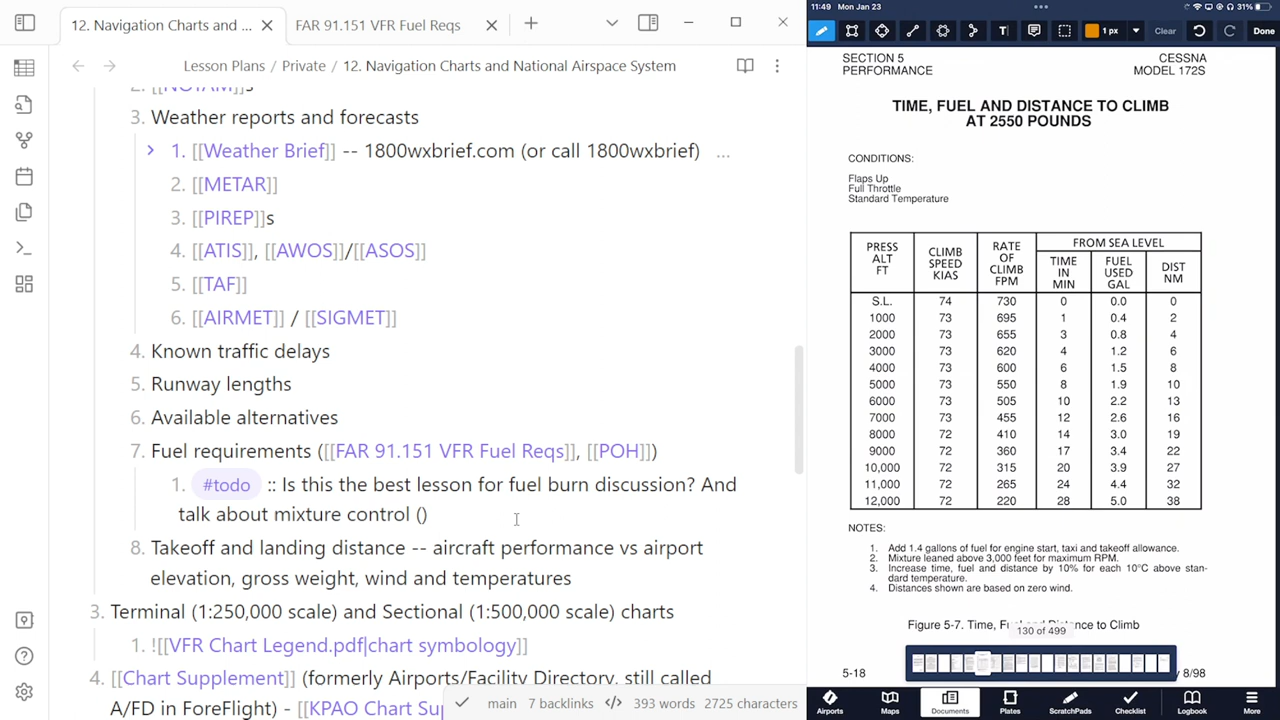 12. Navigation Charts and ...
FAR 91.151 VFR Fuel Reqs
Lesson Plans / Private / 12. Navigation Charts and National Airspace System
2. [[NOTAM]]s
3. Weather reports and forecasts
1. [[Weather Brief]] -- 1800wxbrief.com (or call 1800wxbrief) ...
2. [[METAR]]
3. [[PIREP]]s
4. [[ATIS]], [[AWOS]]/[[ASOS]]
5. [[TAF]]
6. [[AIRMET]] / [[SIGMET]]
4. Known traffic delays
5. Runway lengths
6. Available alternatives
7. Fuel requirements ([[FAR 91.151 VFR Fuel Reqs]], [[POH]])
1. #todo :: Is this the best lesson for fuel burn discussion? And
talk about mixture control ()
8. Takeoff and landing distance -- aircraft performance vs airport
elevation, gross weight, wind and temperatures
3. Terminal (1:250,000 scale) and Sectional (1:500,000 scale) charts
1. ![[VFR Chart Legend.pdf|chart symbology]]
4. [[Chart Supplement]] (formerly Airports/Facility Directory, still called
A/FD in ForeFlight) - [[KPAO Chart Su
main 7 backlinks 393 words 2725 characters
11:49 Mon Jan 23
31%
T
1 px
Clear
Done
SECTION 5 CESSNA
PERFORMANCE MODEL 172S
TIME, FUEL AND DISTANCE TO CLIMB
AT 2550 POUNDS
CONDITIONS:
Flaps Up
Full Throttle
Standard Temperature
PRESS ALT FT CLIMB SPEED KIAS RATE OF CLIMB FPM FROM SEA LEVEL
TIME IN MIN FUEL USED GAL DIST NM
S.L. 74 730 0 0.0 0
1000 73 695 1 0.4 2
2000 73 655 3 0.8 4
3000 73 620 4 1.2 6
4000 73 600 6 1.5 8
5000 73 550 8 1.9 10
6000 73 505 10 2.2 13
7000 73 455 12 2.6 16
8000 72 410 14 3.0 19
9000 72 360 17 3.4 22
10,000 72 315 20 3.9 27
11,000 72 265 24 4.4 32
12,000 72 220 28 5.0 38
NOTES:
1. Add 1.4 gallons of fuel for engine start, taxi and takeoff allowance.
2. Mixture leaned above 3,000 feet for maximum RPM.
3. Increase time, fuel and distance by 10% for each 10°C above stan-
dard temperature.
4. Distances shown are based on zero wind.
Figure 5-7. Time, Fu and Distance to Climb
130 of 499
5-18 8/98
Airports
Maps
Documents
Plates
ScratchPads
Checklist
Logbook
More